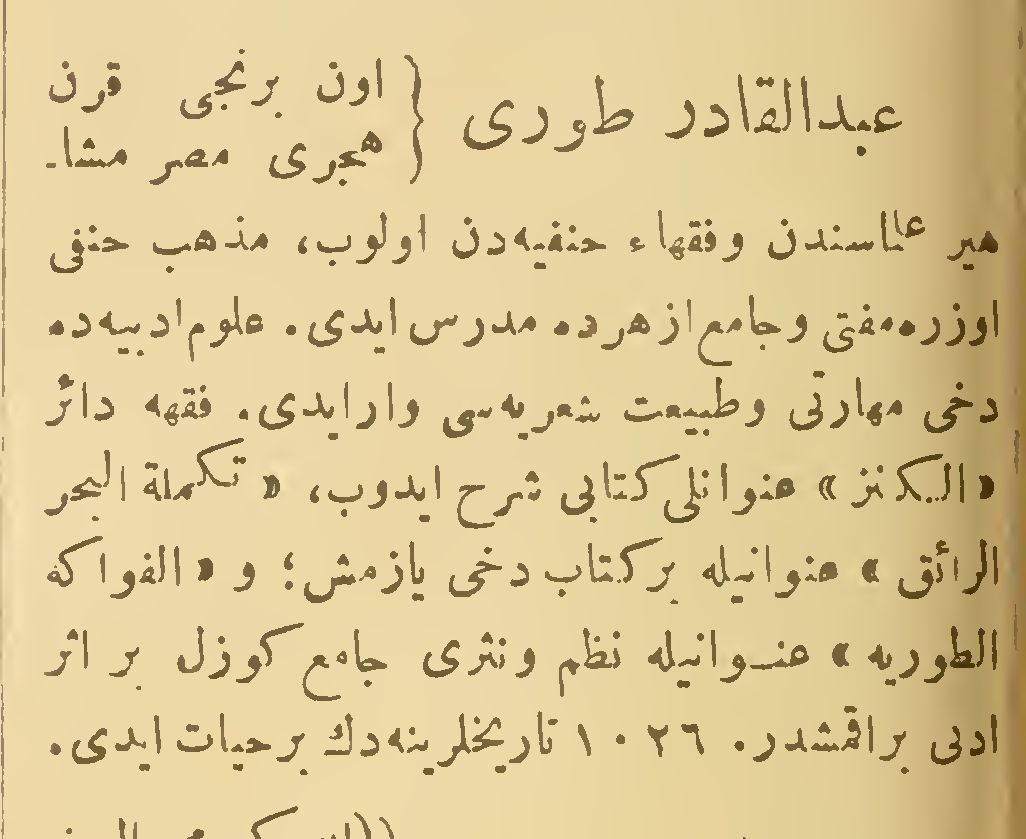 عبدالقادر طوری { اون برنجی قرن
هجری مصر مشا-
هیر علماسندن وفقهاء حنفیه‌دن اولوب، مذهب حنفی
اوزره مفتی وجامع ازهرده مدرس ایدی. علوم ادبیه‌ده
دخی مهارتی وطبیعت شعریه‌سی وارایدی. فقهه دائر
«الکنز» عنوانلی کتابی شرح ایدوب، «تکملة البحر
الرائق» عنوانیله برکتاب دخی یازمش؛ و «الفواکه
الطوریه» عنوانیله نظم ونثری جامع کوزل بر اثر
ادبی براقمشدر. ۱۰۲٦ تاریخلرینه‌دك برحیات ایدی.